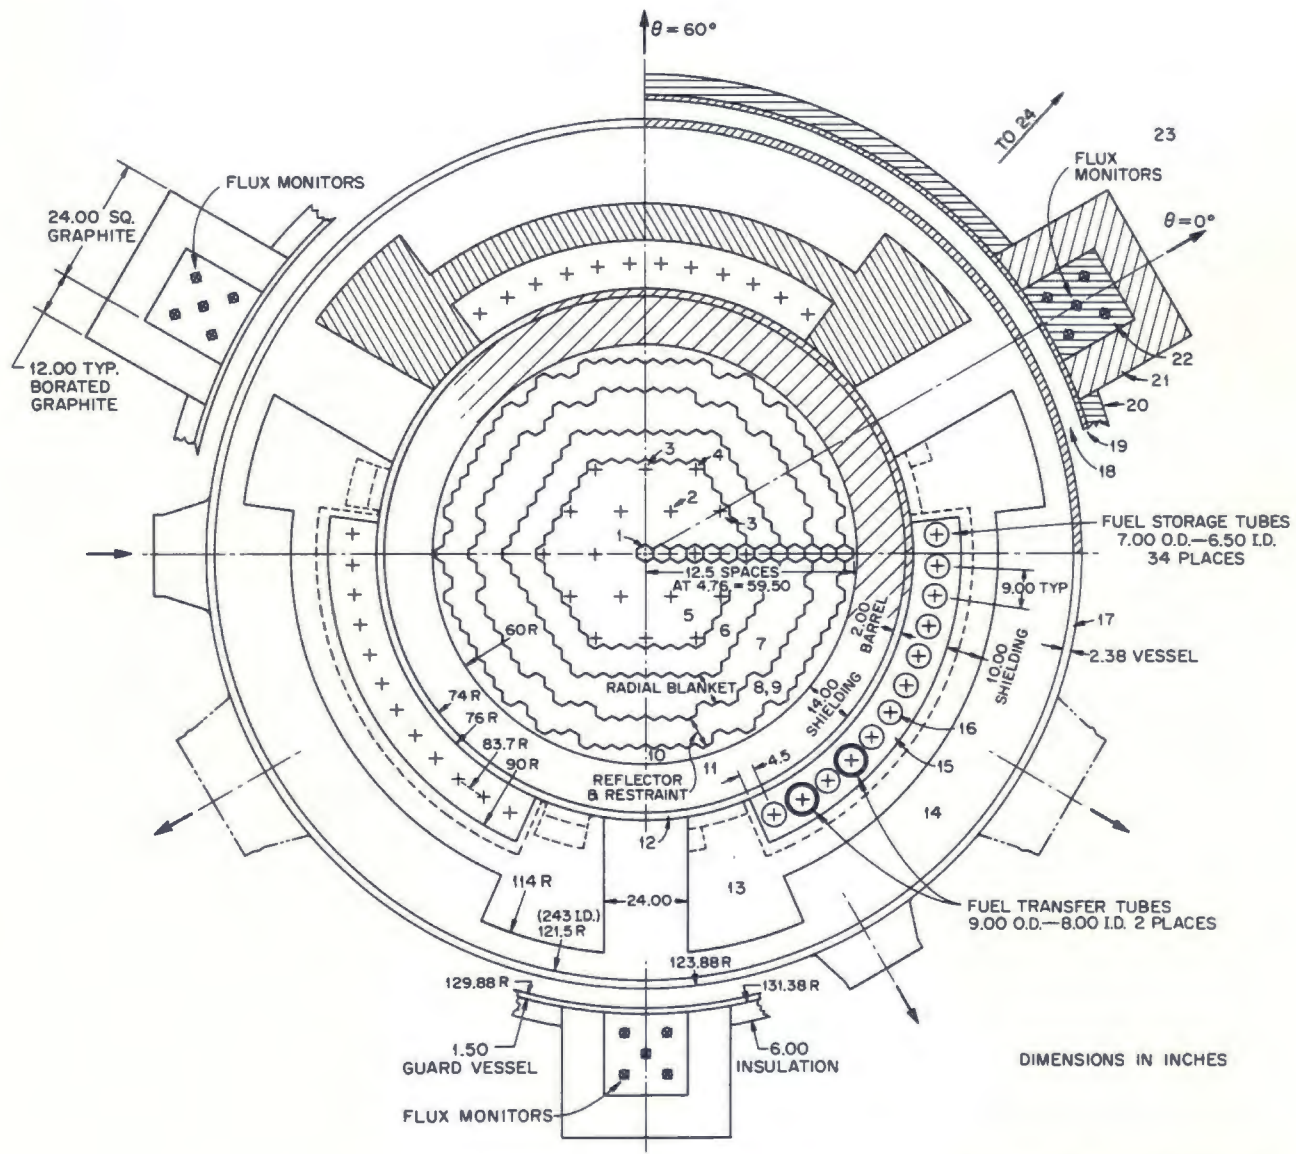 θ = 60°
TO 24
23
FLUX
MONITORS
θ = 0°
FLUX MONITORS
24.00 SQ.
GRAPHITE
12.00 TYP.
BORATED
GRAPHITE
22
21
20
19
18
3
4
2
3
1
12.5 SPACES
AT 4.76 = 59.50
FUEL STORAGE TUBES
7.00 O.D.—6.50 I.D.
34 PLACES
9.00 TYP
5
6
7
8,9
2.00
BARREL
17
2.38 VESSEL
10.00
SHIELDING
60 R
RADIAL BLANKET
14.00
SHIELDING
74 R
76 R
83.7 R
90 R
10
11
REFLECTOR
& RESTRAINT
4.5
16
15
14
12
13
114 R
24.00
(243 I.D.)
121.5 R
FUEL TRANSFER TUBES
9.00 O.D.—8.00 I.D. 2 PLACES
123.88 R
129.88 R
131.38 R
1.50
GUARD VESSEL
6.00
INSULATION
DIMENSIONS IN INCHES
FLUX MONITORS